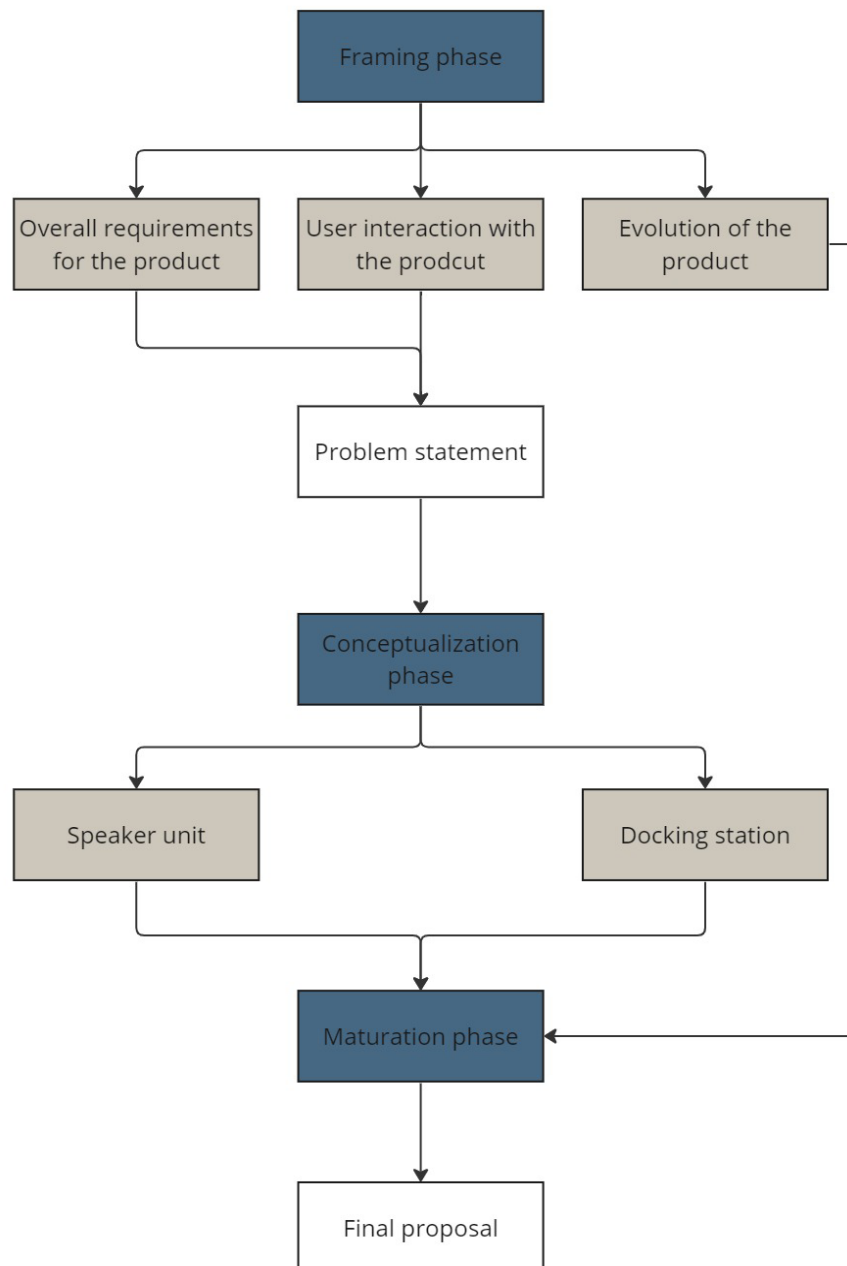 Framing phase
Overall requirements
for the product
User interaction with
the prodcut
Evolution of the
product
Problem statement
Conceptualization
phase
Speaker unit
Docking station
Maturation phase
Final proposal